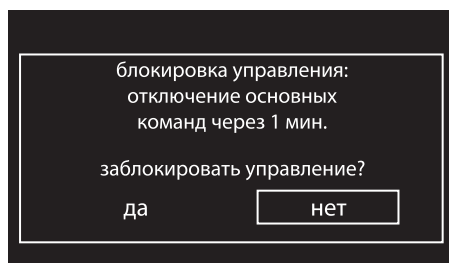 блокировка управления:
отключение основных
команд через 1 мин.
заблокировать управление?
да нет